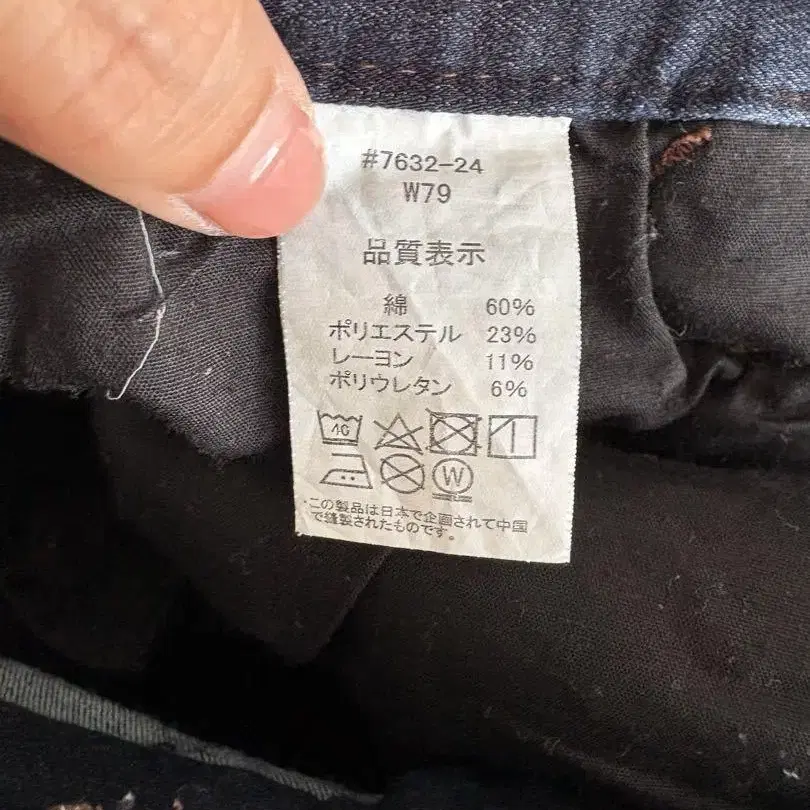 #7632-24
W79
品質表示
綿 60%
ポリエステル 23%
レーヨン 11%
ポリウレタン 6%
40
W
・この製品は日本で企画されて中国
で縫製されたものです。